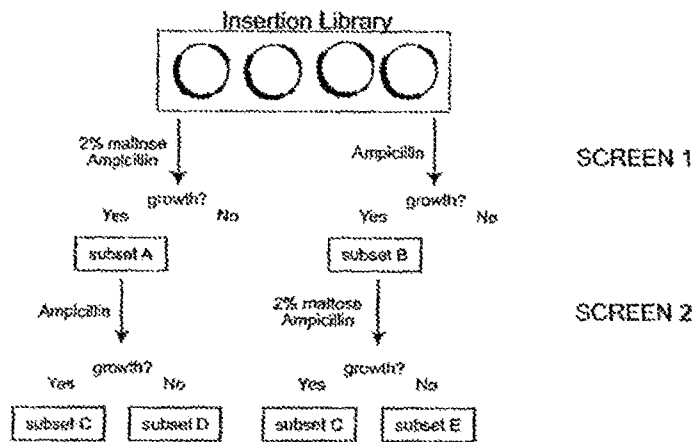 Insertion Library
2% maltose
Ampicillin
Ampicillin
SCREEN 1
growth?
growth?
Yes
No
Yes
No
subset A
subset B
Ampicillin
2% maltose
Ampicillin
SCREEN 2
growth?
growth?
Yes
No
Yes
No
subset C
subset D
subset C
subset E